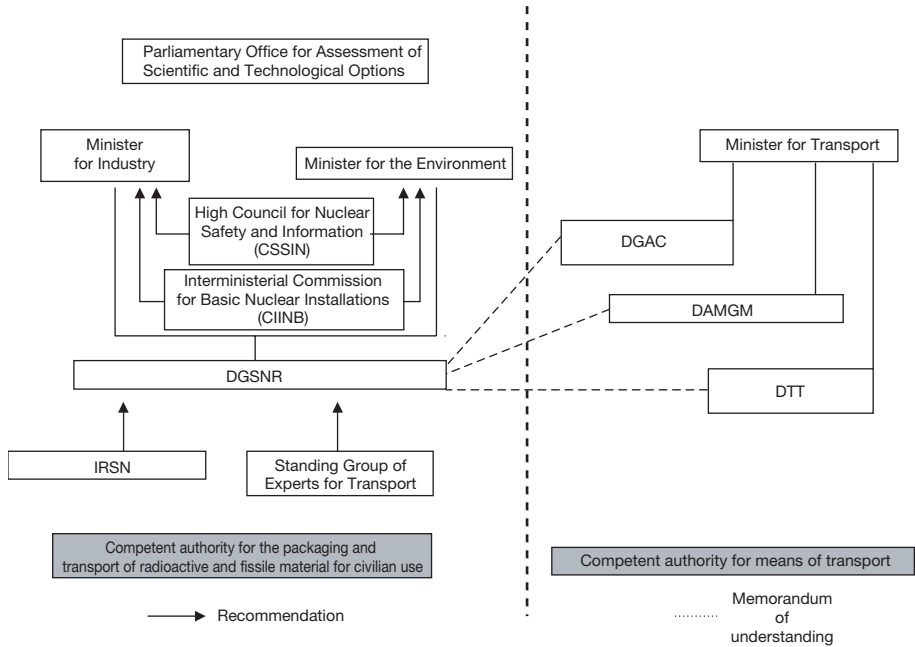 Parliamentary Office for Assessment of
Scientific and Technological Options
Minister
for Industry
Minister for the Environment
Minister for Transport
High Council for Nuclear
Safety and Information
(CSSIN)
DGAC
Interministerial Commission
for Basic Nuclear Installations
(CIINB)
DAMGM
DGSNR
DTT
IRSN
Standing Group of
Experts for Transport
Competent authority for the packaging and
transport of radioactive and fissile material for civilian use
Competent authority for means of transport
Recommendation
Memorandum
of
understanding